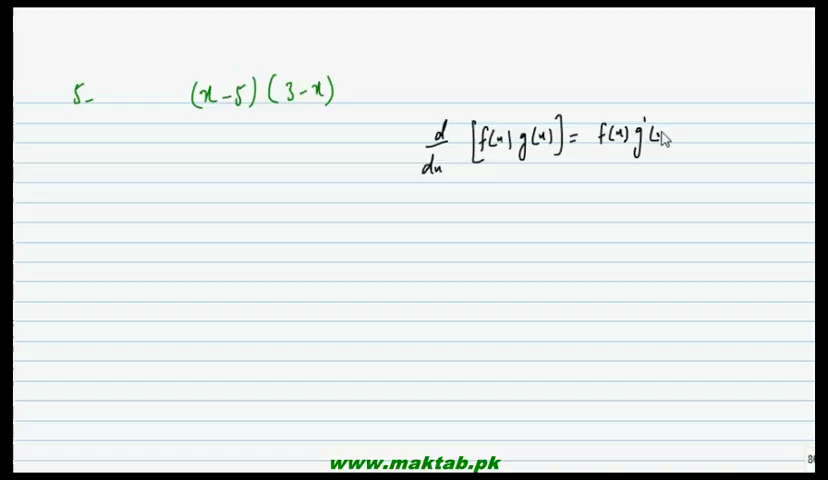 5- (x-5) (3-x)
d/dx [f(x) g(x)] = f(x) g'(
www.maktab.pk